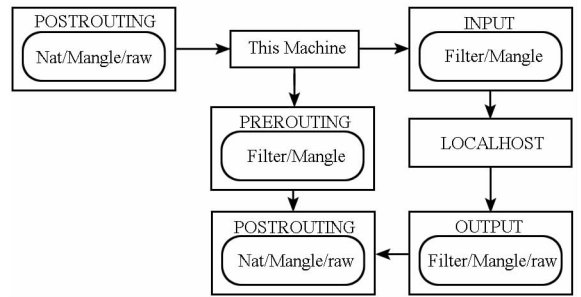 POSTROUTING
Nat/Mangle/raw
This Machine
INPUT
Filter/Mangle
PREROUTING
Filter/Mangle
LOCALHOST
POSTROUTING
Nat/Mangle/raw
OUTPUT
Filter/Mangle/raw